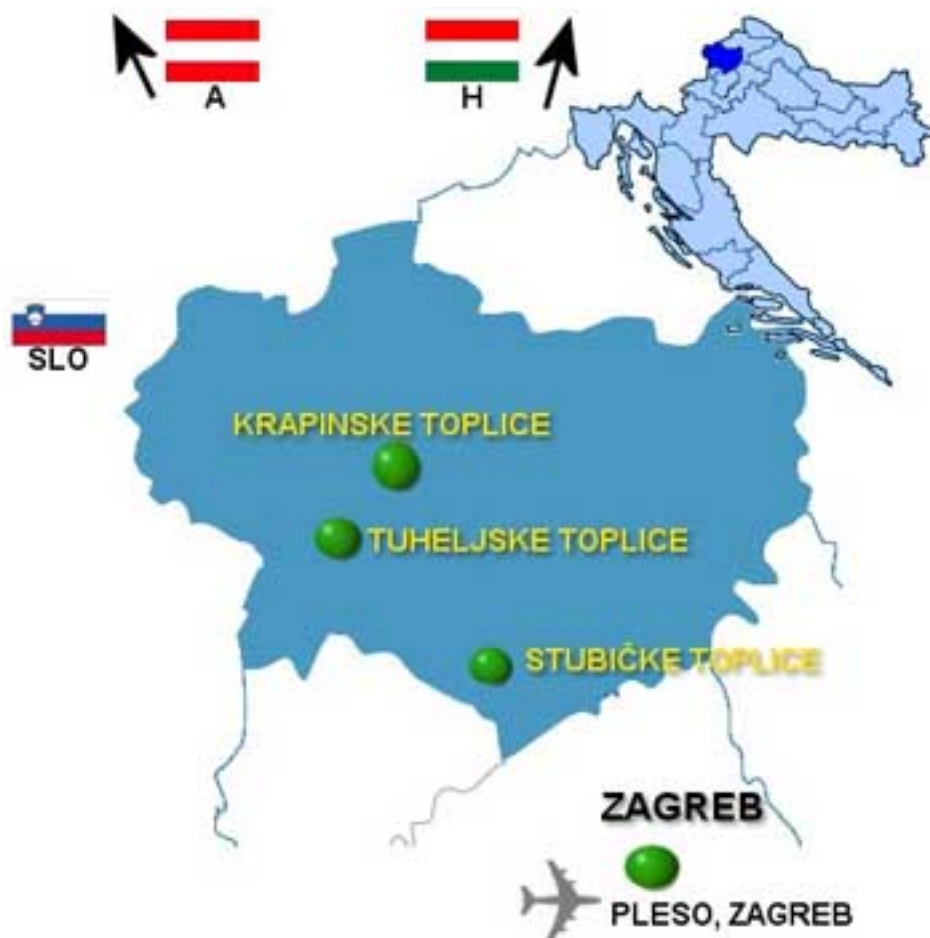 A
H
SLO
KRAPINSKE TOPLICE
TUHELJSKE TOPLICE
STUBIČKE TOPLICE
ZAGREB
PLESO, ZAGREB